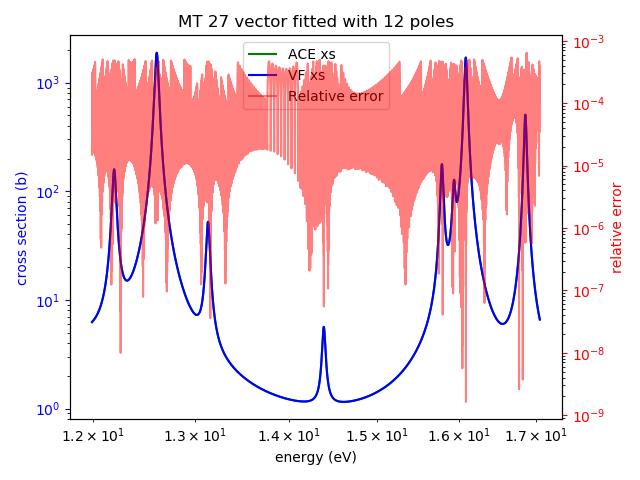 MT 27 vector fitted with 12 poles
ACE xs
VF xs
Relative error
cross section (b)
10³
10²
10¹
10⁰
relative error
10⁻³
10⁻⁴
10⁻⁵
10⁻⁶
10⁻⁷
10⁻⁸
10⁻⁹
1.2 × 10¹ 1.3 × 10¹ 1.4 × 10¹ 1.5 × 10¹ 1.6 × 10¹ 1.7 × 10¹
energy (eV)